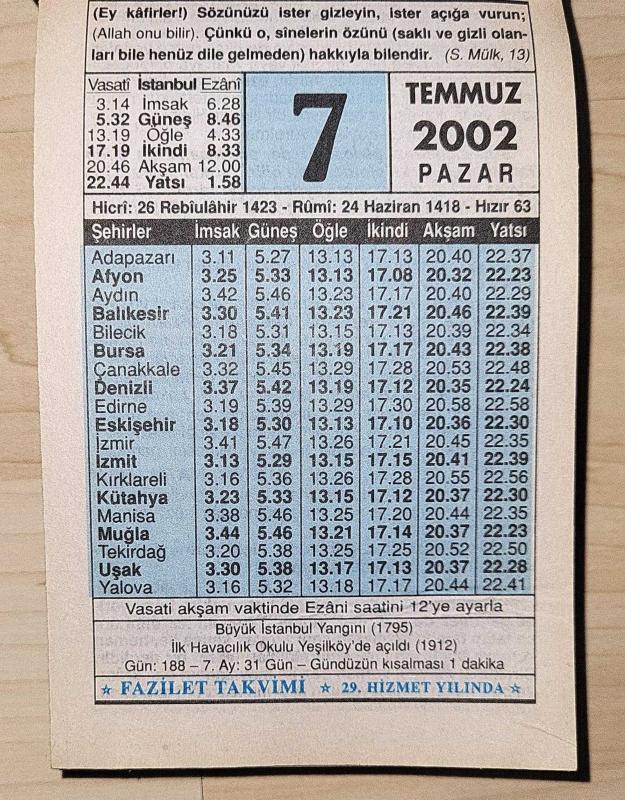 (Ey kâfirler!) Sözünüzü ister gizleyin, ister açığa vurun;
(Allah onu bilir). Çünkü o, sînelerin özünü (saklı ve gizli olan-
ları bile henüz dile gelmeden) hakkıyla bilendir. (S. Mülk, 13)
Vasatî İstanbul Ezânî
3.14 İmsak 6.28
5.32 Güneş 8.46
13.19 Öğle 4.33
17.19 İkindi 8.33
20.46 Akşam 12.00
22.44 Yatsı 1.58
7
TEMMUZ
2002
PAZAR
Hicrî: 26 Rebîulâhir 1423 - Rûmî: 24 Haziran 1418 - Hızır 63
Şehirler İmsak Güneş Öğle İkindi Akşam Yatsı
Adapazarı 3.11 5.27 13.13 17.13 20.40 22.37
Afyon 3.25 5.33 13.13 17.08 20.32 22.23
Aydın 3.42 5.46 13.23 17.17 20.40 22.29
Balıkesir 3.30 5.41 13.23 17.21 20.46 22.39
Bilecik 3.18 5.31 13.15 17.13 20.39 22.34
Bursa 3.21 5.34 13.19 17.17 20.43 22.38
Çanakkale 3.32 5.45 13.29 17.28 20.53 22.48
Denizli 3.37 5.42 13.19 17.12 20.35 22.24
Edirne 3.19 5.39 13.29 17.30 20.58 22.58
Eskişehir 3.18 5.30 13.13 17.10 20.36 22.30
İzmir 3.41 5.47 13.26 17.21 20.45 22.35
İzmit 3.13 5.29 13.15 17.15 20.41 22.39
Kırklareli 3.16 5.36 13.26 17.28 20.55 22.56
Kütahya 3.23 5.33 13.15 17.12 20.37 22.30
Manisa 3.38 5.46 13.25 17.20 20.44 22.35
Muğla 3.44 5.46 13.21 17.14 20.37 22.23
Tekirdağ 3.20 5.38 13.25 17.25 20.52 22.50
Uşak 3.30 5.38 13.17 17.13 20.37 22.28
Yalova 3.16 5.32 13.18 17.17 20.44 22.41
Vasati akşam vaktinde Ezâni saatini 12'ye ayarla
Büyük İstanbul Yangını (1795)
İlk Havacılık Okulu Yeşilköy'de açıldı (1912)
Gün: 188 – 7. Ay: 31 Gün – Gündüzün kısalması 1 dakika
☆ FAZİLET TAKVİMİ ☆ 29. HİZMET YILINDA ☆